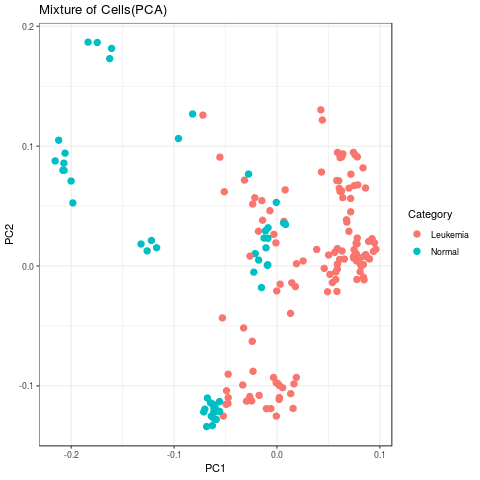 Mixture of Cells(PCA)
0.2
0.1
0.0
-0.1
PC2
-0.2
-0.1
0.0
0.1
PC1
Category
Leukemia
Normal